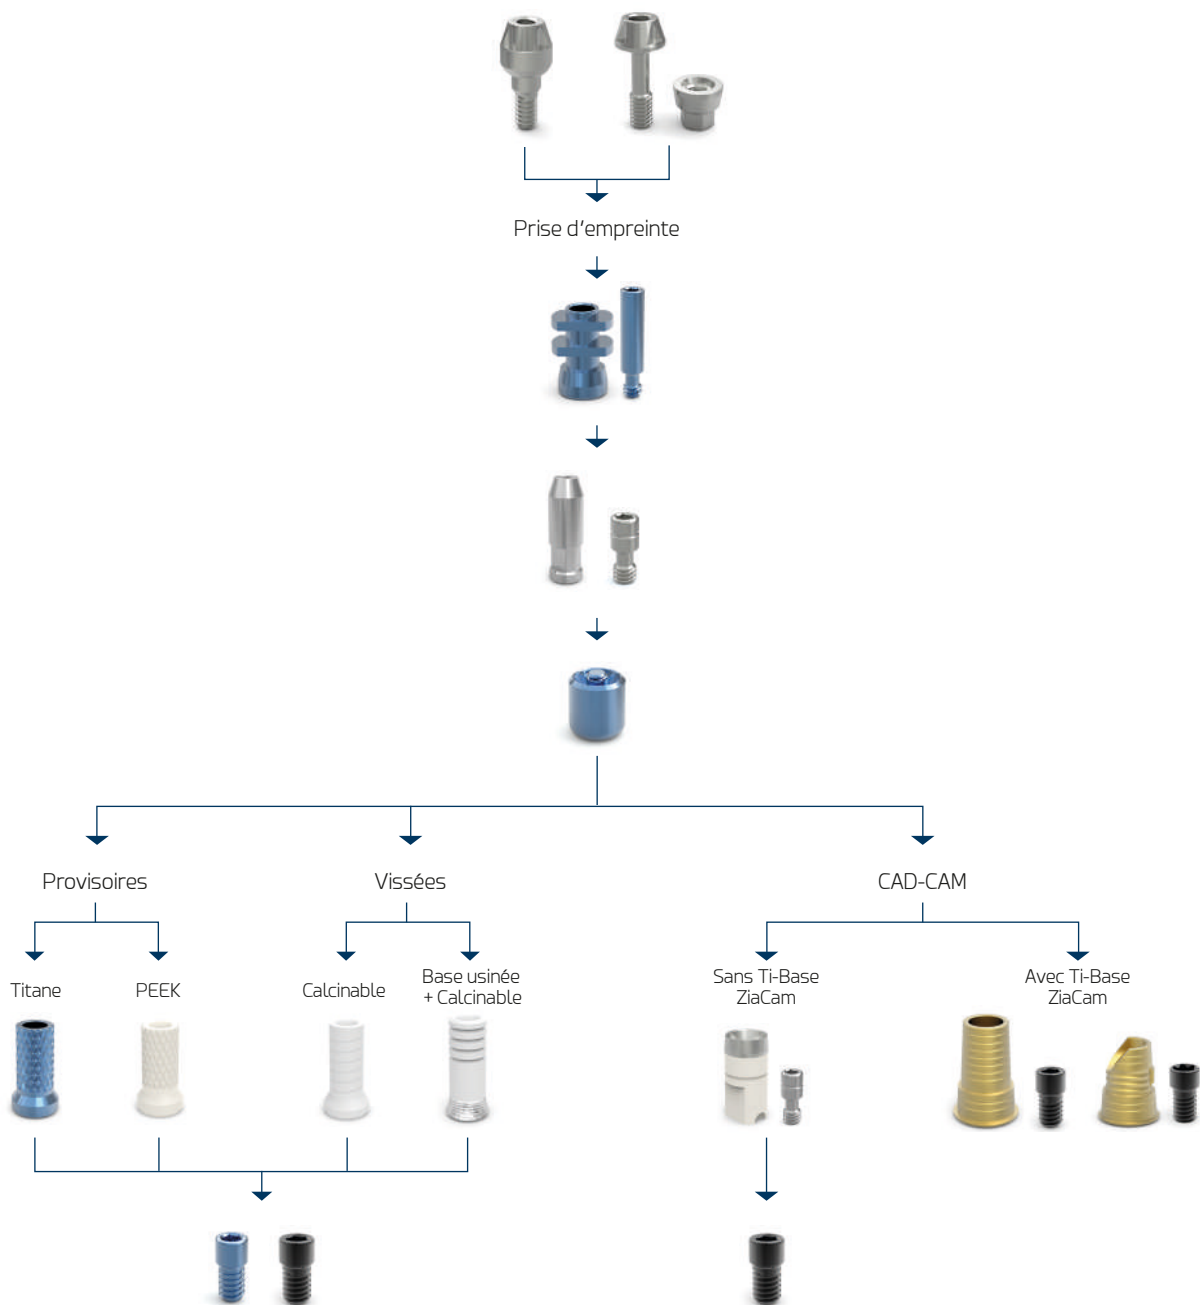 Prise d'empreinte
Provisoires
Vissées
CAD-CAM
Titane
PEEK
Calcinable
Base usinée
+ Calcinable
Sans Ti-Base
ZiaCam
Avec Ti-Base
ZiaCam